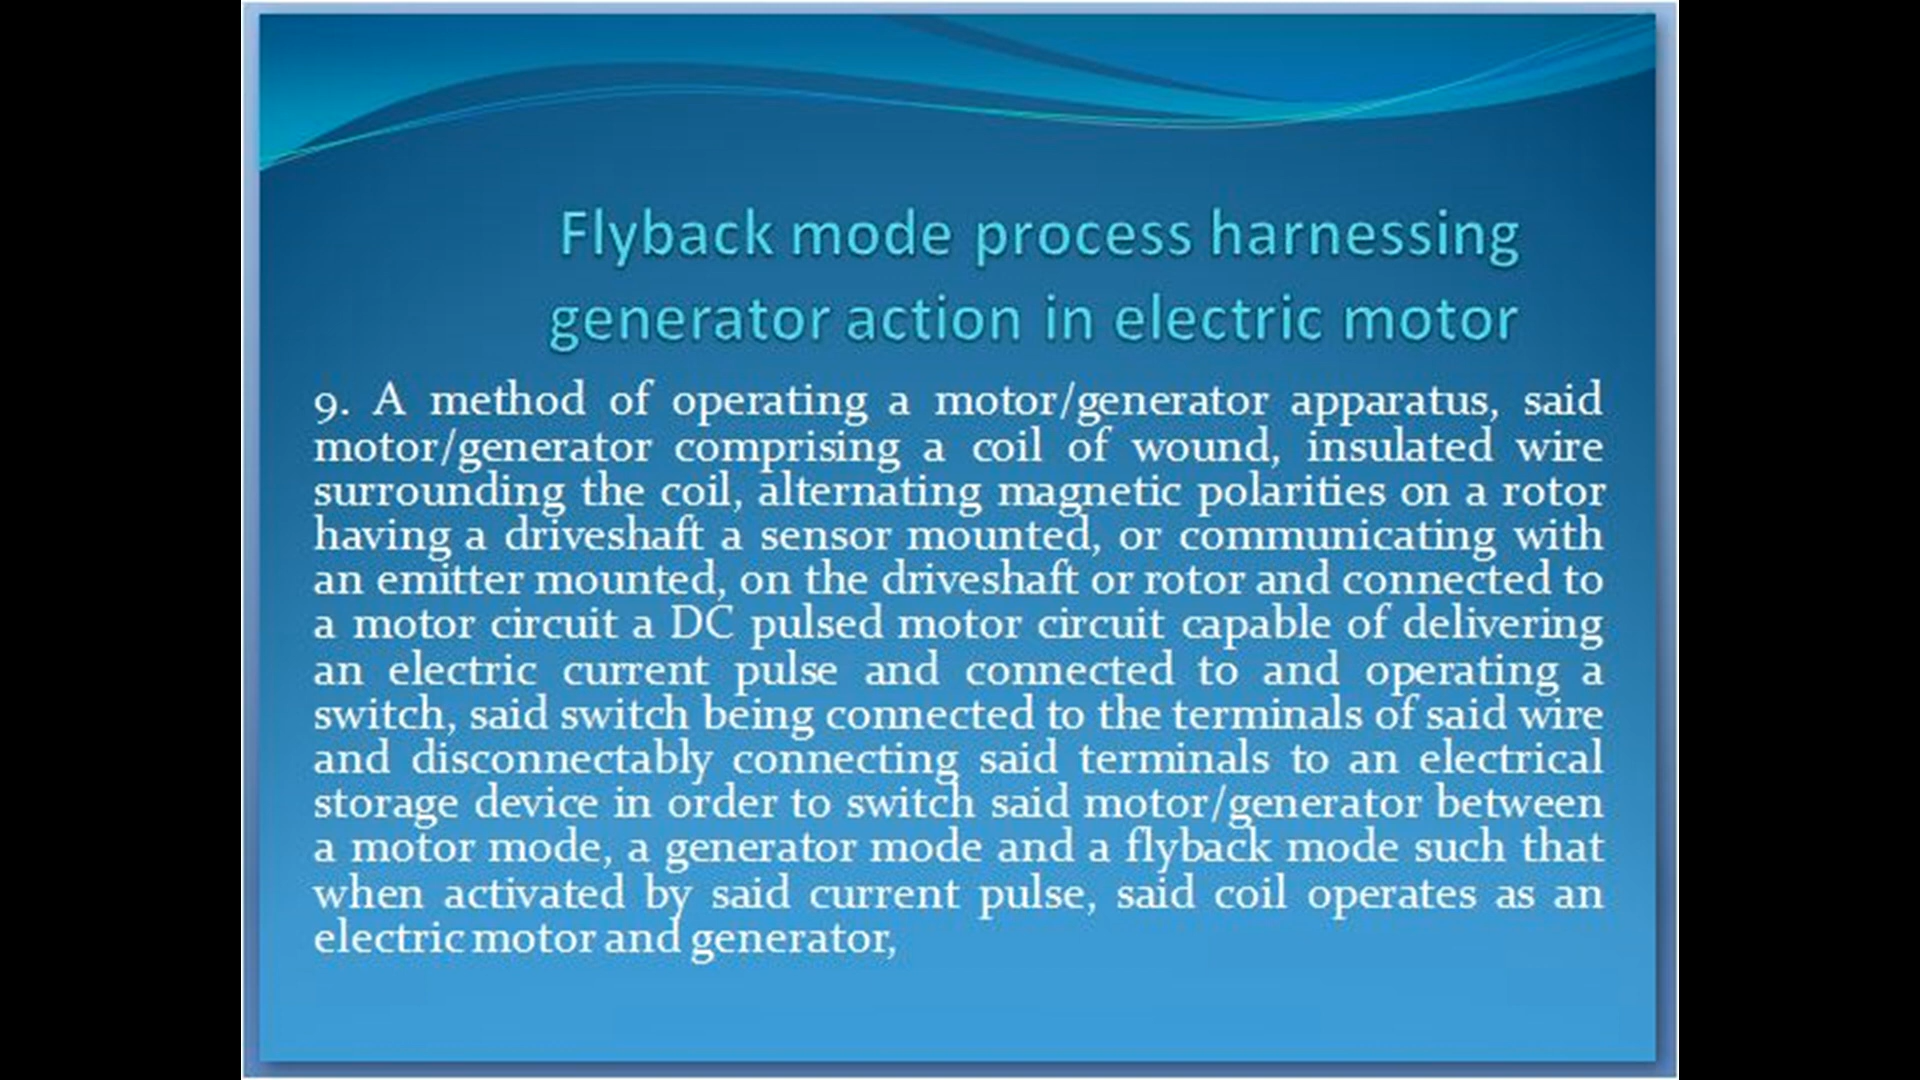 Flyback mode process harnessing
generator action in electric motor
9. A method of operating a motor/generator apparatus, said
motor/generator comprising a coil of wound, insulated wire
surrounding the coil, alternating magnetic polarities on a rotor
having a driveshaft a sensor mounted, or communicating with
an emitter mounted, on the driveshaft or rotor and connected to
a motor circuit a DC pulsed motor circuit capable of delivering
an electric current pulse and connected to and operating a
switch, said switch being connected to the terminals of said wire
and disconnectably connecting said terminals to an electrical
storage device in order to switch said motor/generator between
a motor mode, a generator mode and a flyback mode such that
when activated by said current pulse, said coil operates as an
electric motor and generator,